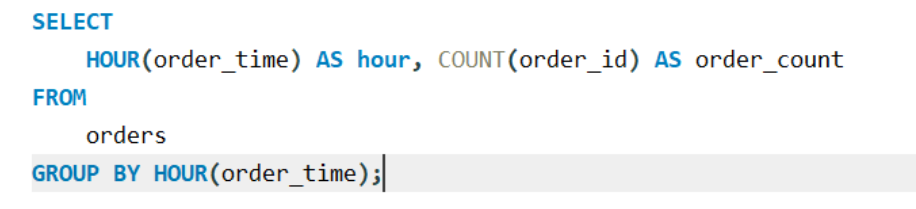 SELECT
    HOUR(order_time) AS hour, COUNT(order_id) AS order_count
FROM
    orders
GROUP BY HOUR(order_time);